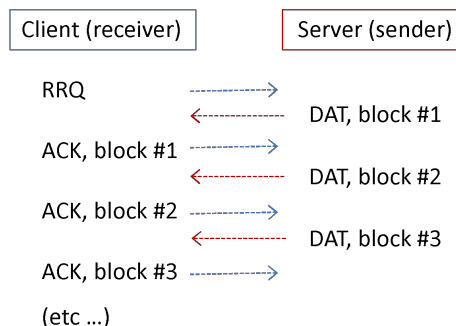 Client (receiver)
Server (sender)
RRQ
DAT, block #1
ACK, block #1
DAT, block #2
ACK, block #2
DAT, block #3
ACK, block #3
(etc ...)